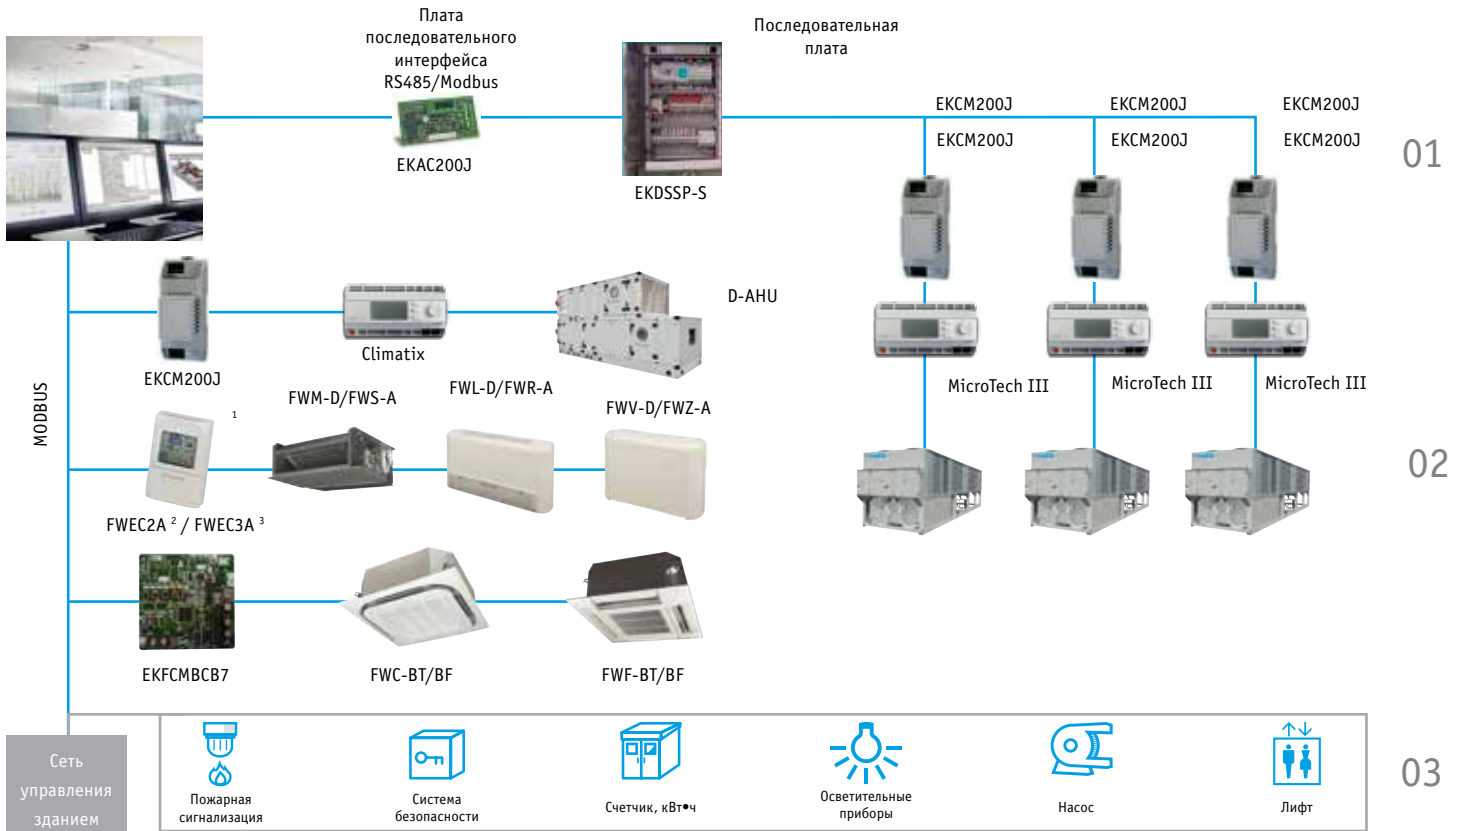 Плата
последовательного
интерфейса
RS485/Modbus
EKAC200J
EKDSSP-S
Последовательная
плата
EKCM200J EKCM200J EKCM200J
EKCM200J EKCM200J EKCM200J
01
MicroTech III MicroTech III MicroTech III
MODBUS
EKCM200J
Climatix
D-AHU
1
FWEC2A 2 / FWEC3A 3
FWM-D/FWS-A
FWL-D/FWR-A
FWV-D/FWZ-A
02
EKFCMBCB7
FWC-BT/BF
FWF-BT/BF
Сеть
управления
зданием
Пожарная
сигнализация
Система
безопасности
Счетчик, кВт•ч
Осветительные
приборы
Насос
Лифт
03